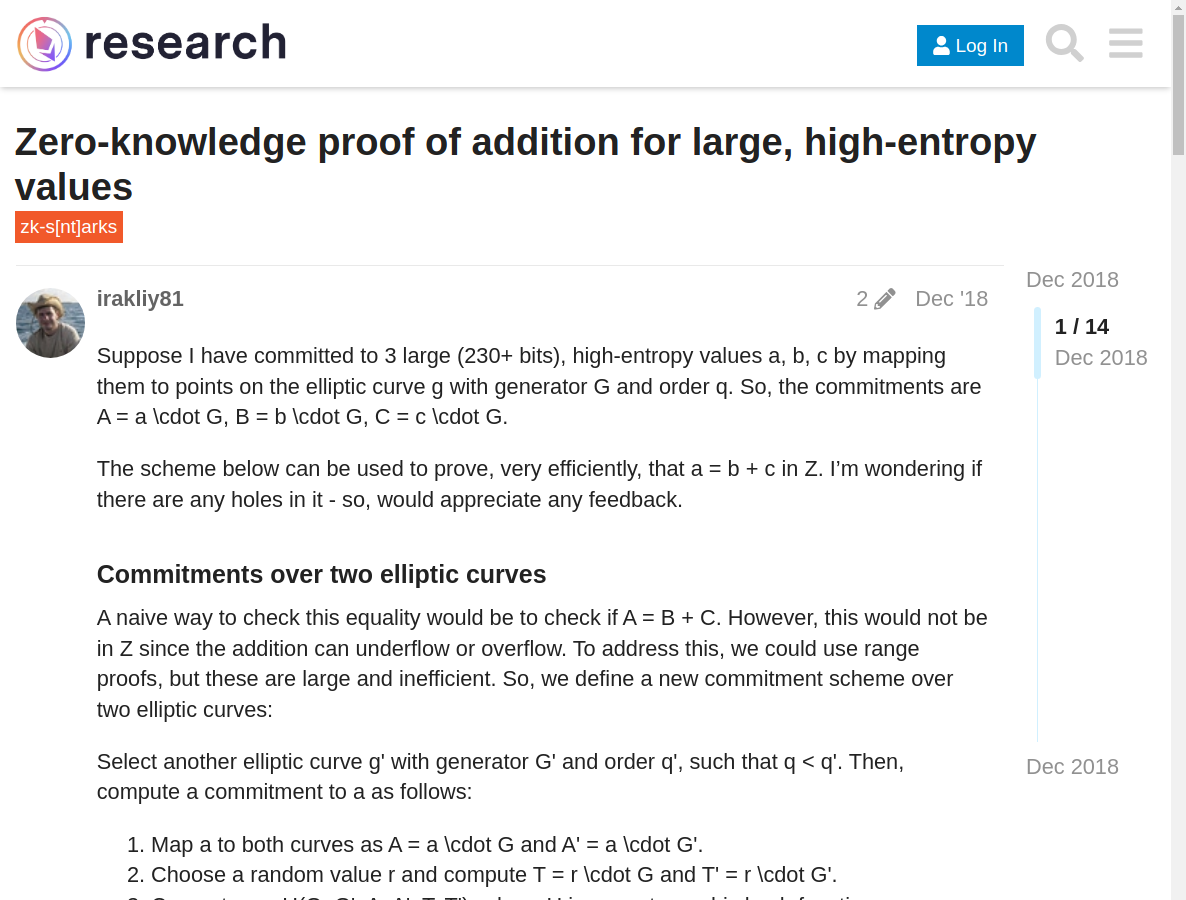 research
Log In
Zero-knowledge proof of addition for large, high-entropy
values
zk-s[nt]arks
irakliy81
2
Dec '18
Dec 2018
1 / 14
Dec 2018
Suppose I have committed to 3 large (230+ bits), high-entropy values a, b, c by mapping
them to points on the elliptic curve g with generator G and order q. So, the commitments are
A = a \cdot G, B = b \cdot G, C = c \cdot G.
The scheme below can be used to prove, very efficiently, that a = b + c in Z. I’m wondering if
there are any holes in it - so, would appreciate any feedback.
Commitments over two elliptic curves
A naive way to check this equality would be to check if A = B + C. However, this would not be
in Z since the addition can underflow or overflow. To address this, we could use range
proofs, but these are large and inefficient. So, we define a new commitment scheme over
two elliptic curves:
Select another elliptic curve g' with generator G' and order q', such that q < q'. Then,
compute a commitment to a as follows:
Dec 2018
1. Map a to both curves as A = a \cdot G and A' = a \cdot G'.
2. Choose a random value r and compute T = r \cdot G and T' = r \cdot G'.